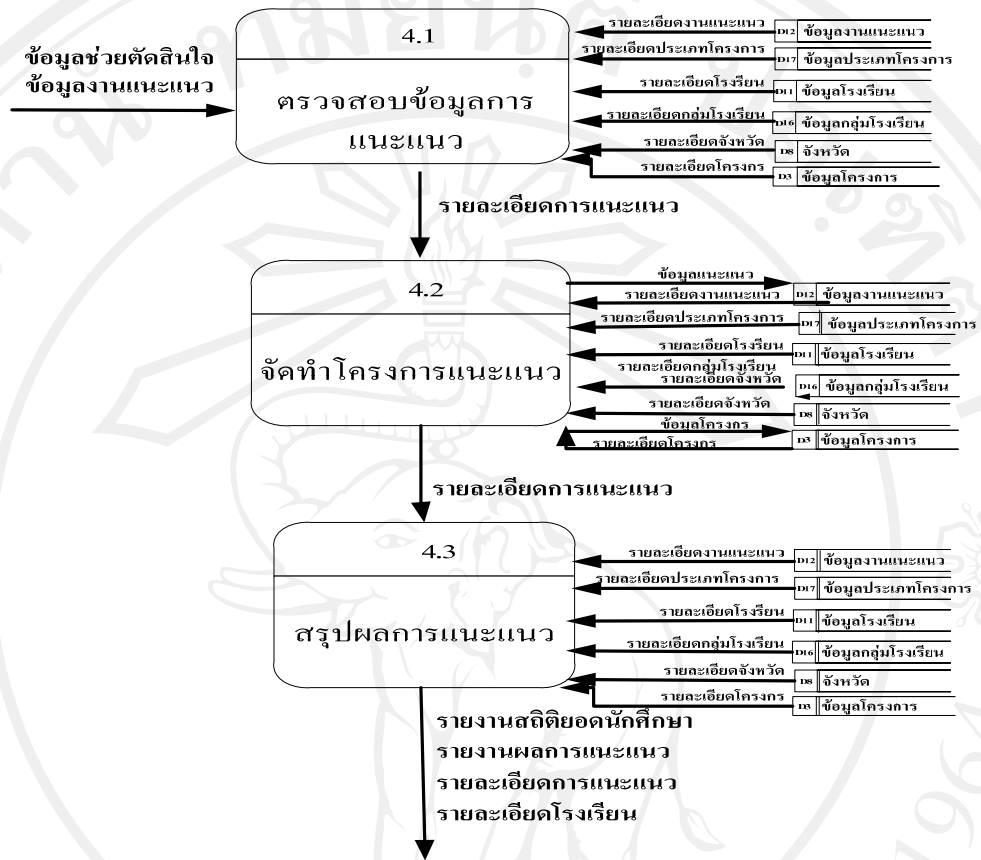 4.1
ตรวจสอบข้อมูลการ
แนะแนว
ข้อมูลช่วยตัดสินใจ
ข้อมูลงานแนะแนว
รายละเอียดงานแนะแนว
D12 ข้อมูลงานแนะแนว
รายละเอียดประเภทโครงการ
D17 ข้อมูลประเภทโครงการ
รายละเอียดโรงเรียน
D11 ข้อมูลโรงเรียน
รายละเอียดกลุ่มโรงเรียน
D16 ข้อมูลกลุ่มโรงเรียน
รายละเอียดจังหวัด
D8 จังหวัด
รายละเอียดโครงกร
D3 ข้อมูลโครงการ
รายละเอียดการแนะแนว
4.2
จัดทำโครงการแนะแนว
ข้อมูลแนะแนว
รายละเอียดงานแนะแนว
D12 ข้อมูลงานแนะแนว
รายละเอียดประเภทโครงการ
D17 ข้อมูลประเภทโครงการ
รายละเอียดโรงเรียน
D11 ข้อมูลโรงเรียน
รายละเอียดกลุ่มโรงเรียน
รายละเอียดจังหวัด
D16 ข้อมูลกลุ่มโรงเรียน
รายละเอียดจังหวัด
D8 จังหวัด
ข้อมูลโครงกร
รายละเอียดโครงกร
D3 ข้อมูลโครงการ
รายละเอียดการแนะแนว
4.3
สรุปผลการแนะแนว
รายละเอียดงานแนะแนว
D12 ข้อมูลงานแนะแนว
รายละเอียดประเภทโครงการ
D17 ข้อมูลประเภทโครงการ
รายละเอียดโรงเรียน
D11 ข้อมูลโรงเรียน
รายละเอียดกลุ่มโรงเรียน
D16 ข้อมูลกลุ่มโรงเรียน
รายละเอียดจังหวัด
D8 จังหวัด
รายละเอียดโครงกร
D3 ข้อมูลโครงการ
รายงานสถิติยอดนักศึกษา
รายงานผลการแนะแนว
รายละเอียดการแนะแนว
รายละเอียดโรงเรียน
1964